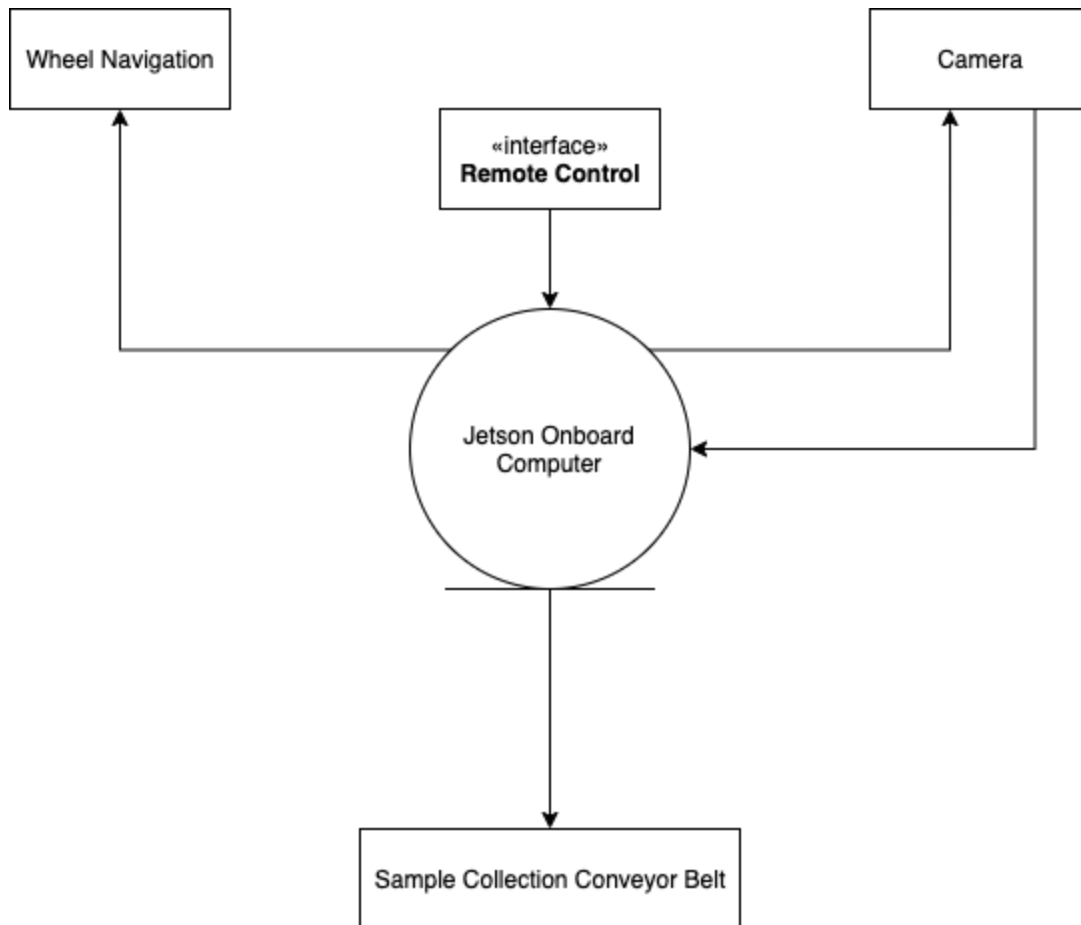 Wheel Navigation
Camera
«interface»
Remote Control
Jetson Onboard
Computer
Sample Collection Conveyor Belt